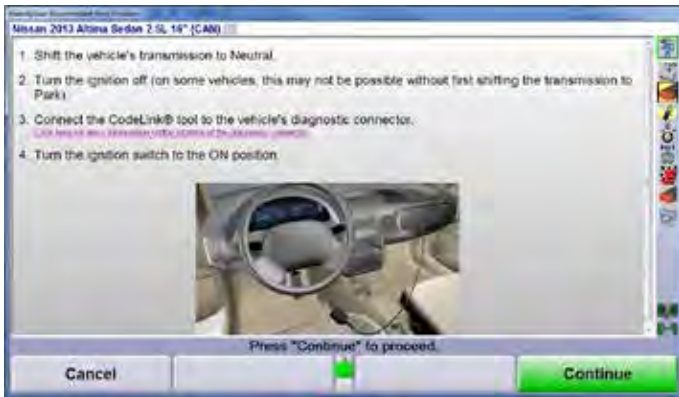 Nissan 2013 Altima Sedan 2.5L 16" (CAN)
1. Shift the vehicle's transmission to Neutral.
2. Turn the ignition off (on some vehicles, this may not be possible without first shifting the transmission to
Park).
3. Connect the CodeLink® tool to the vehicle's diagnostic connector.
4. Turn the ignition switch to the ON position.
Press "Continue" to proceed.
Cancel
Continue